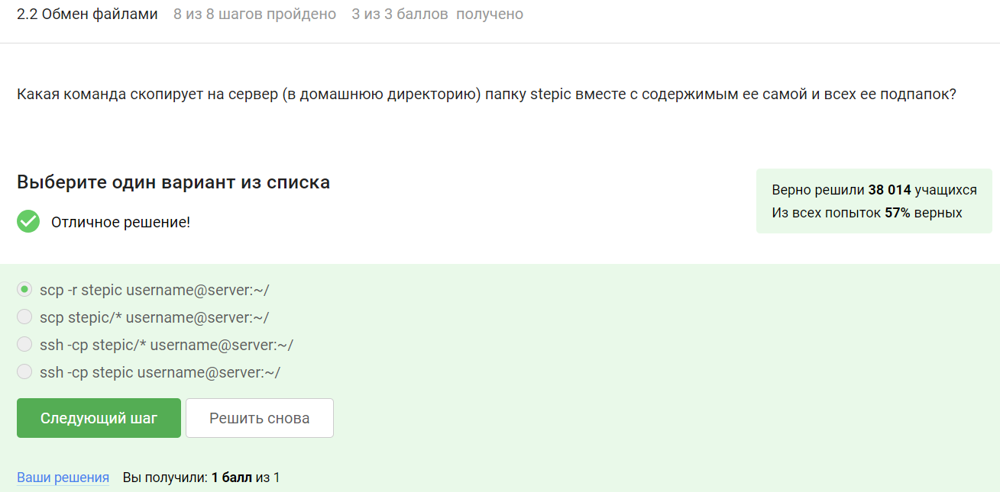 2.2 Обмен файлами 8 из 8 шагов пройдено 3 из 3 баллов получено
Какая команда скопирует на сервер (в домашнюю директорию) папку stepic вместе с содержимым ее самой и всех ее подпапок?
Выберите один вариант из списка
Отличное решение!
Верно решили 38 014 учащихся
Из всех попыток 57% верных
scp -r stepic username@server:~/
scp stepic/* username@server:~/
ssh -cp stepic/* username@server:~/
ssh -cp stepic username@server:~/
Следующий шаг Решить снова
Ваши решения Вы получили: 1 балл из 1